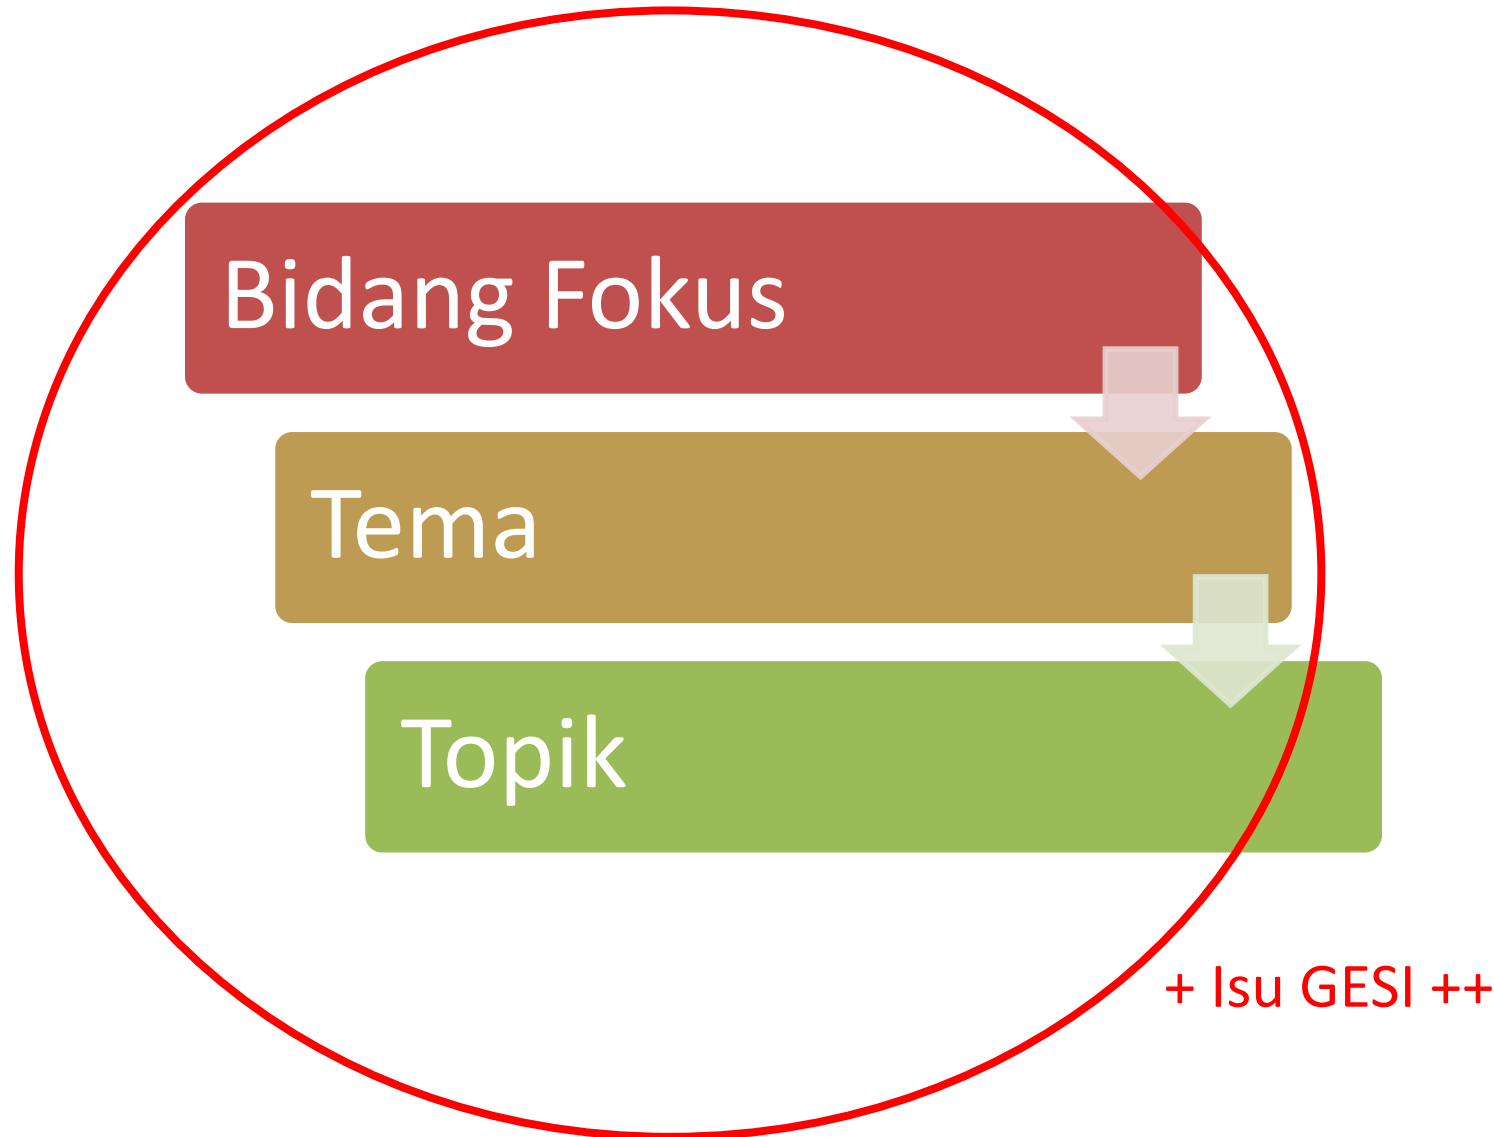 Bidang Fokus
Tema
Topik
+ Isu GESI ++